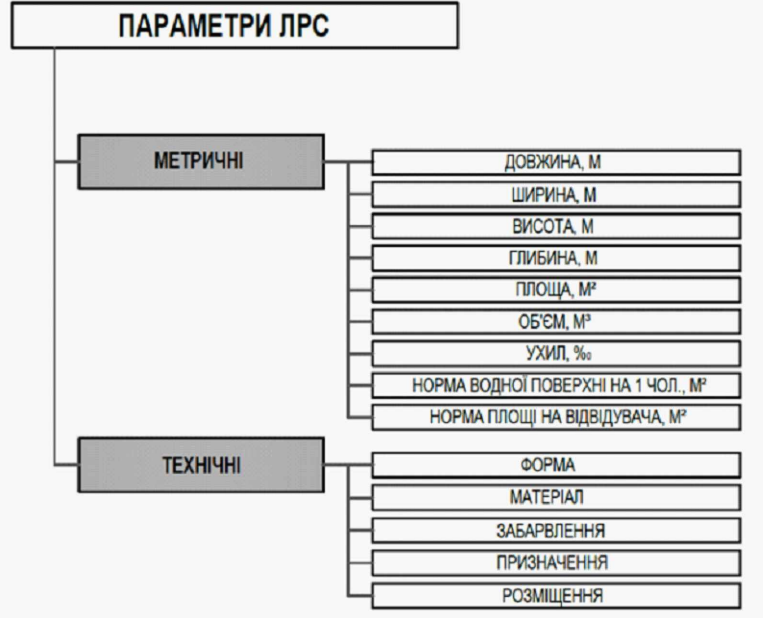 ПАРАМЕТРИ ЛРС
МЕТРИЧНІ
ДОВЖИНА, М
ШИРИНА, М
ВИСОТА, М
ГЛИБИНА, М
ПЛОЩА, М²
ОБ'ЄМ, М³
УХИЛ, ‰
НОРМА ВОДНОЇ ПОВЕРХНІ НА 1 ЧОЛ., М²
НОРМА ПЛОЩІ НА ВІДВІДУВАЧА, М²
ТЕХНІЧНІ
ФОРМА
МАТЕРІАЛ
ЗАБАРВЛЕННЯ
ПРИЗНАЧЕННЯ
РОЗМІЩЕННЯ